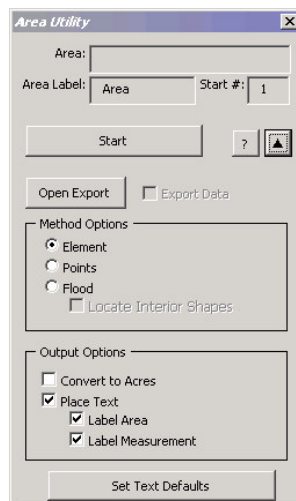 Area Utility
Area:
Area Label: Area Start #: 1
Start ?
Open Export Export Data
Method Options
Element
Points
Flood
Locate Interior Shapes
Output Options
Convert to Acres
Place Text
Label Area
Label Measurement
Set Text Defaults